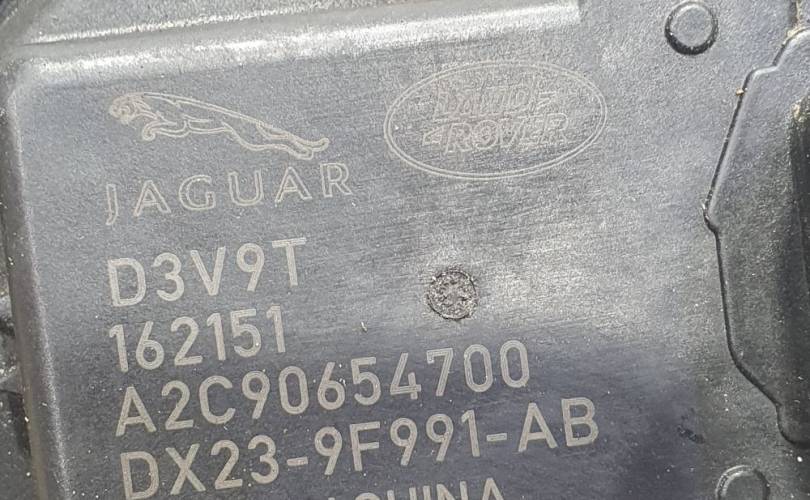 JAGUAR
LAND ROVER
D3V9T
162151
A2C90654700
DX23-9F991-AB